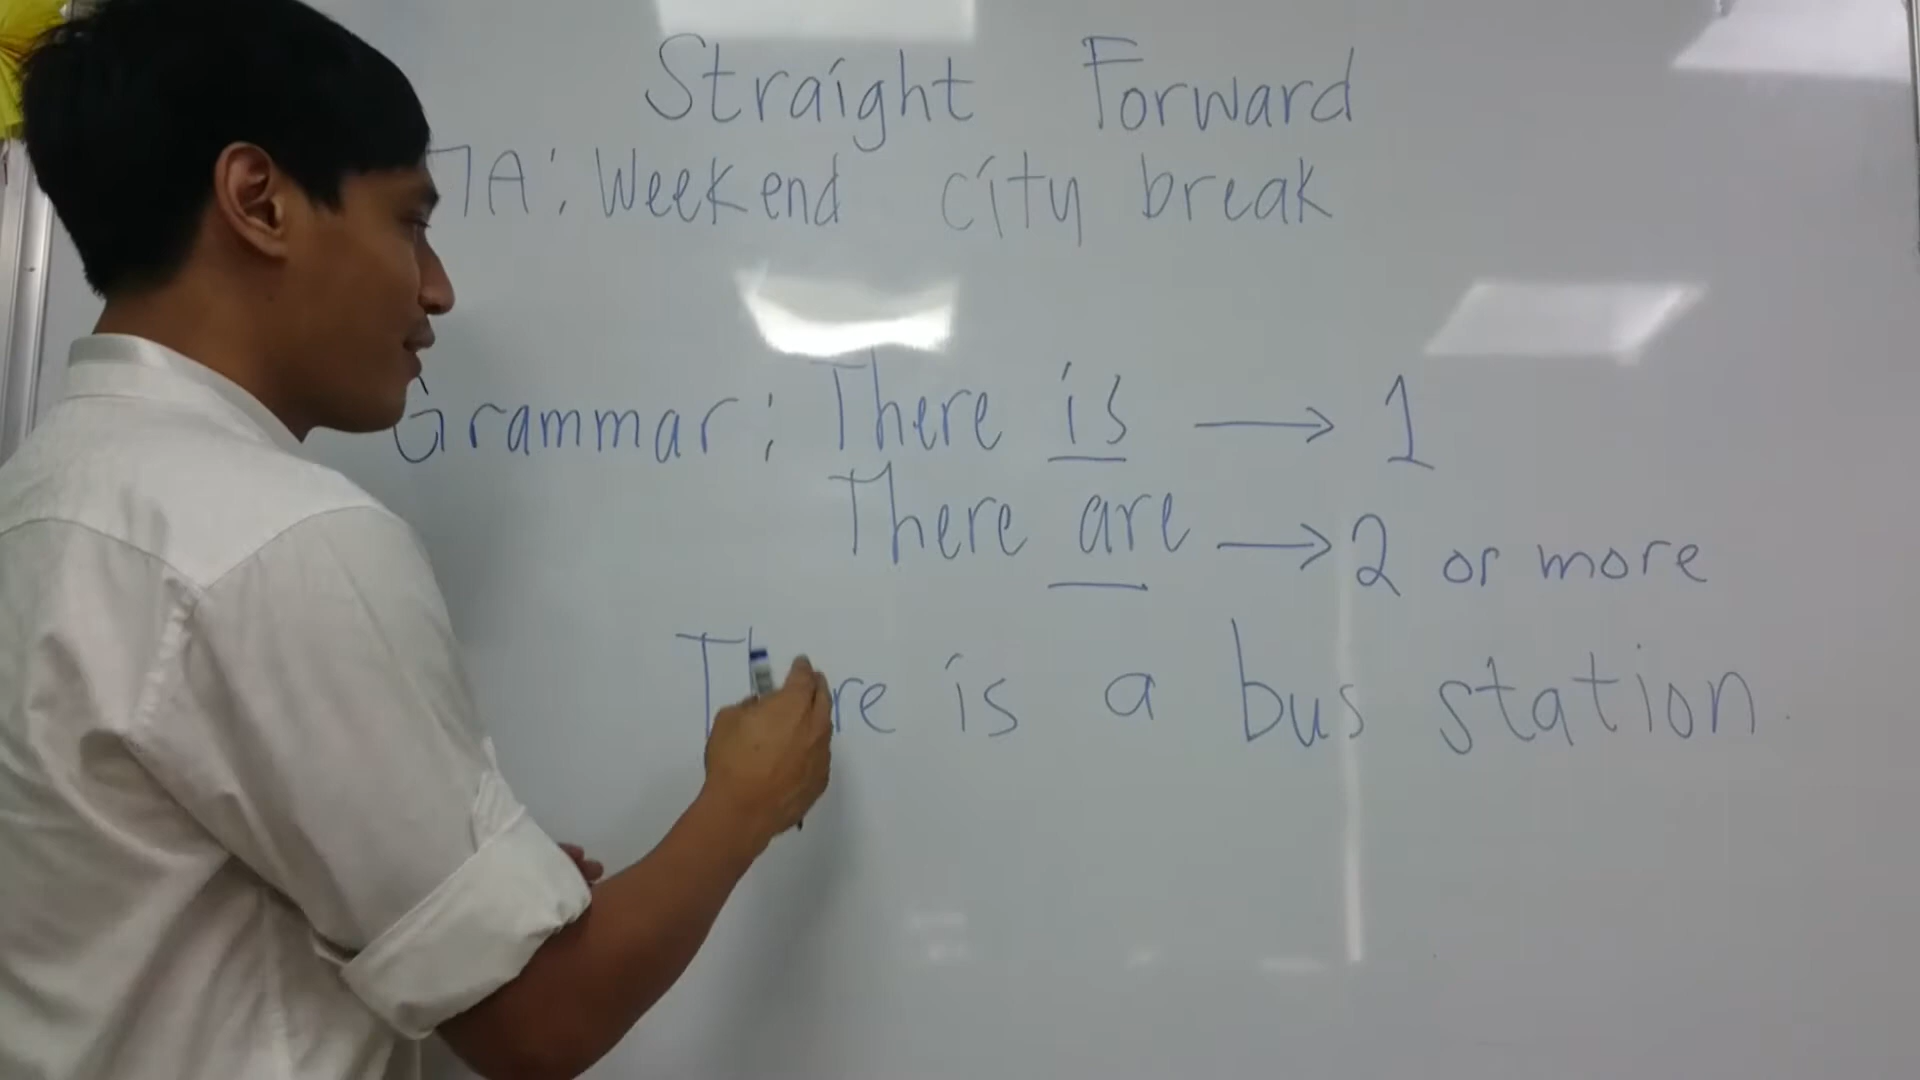 Straight Forward
7A: Weekend city break
Grammar: There is → 1
There are → 2 or more
There is a bus station.